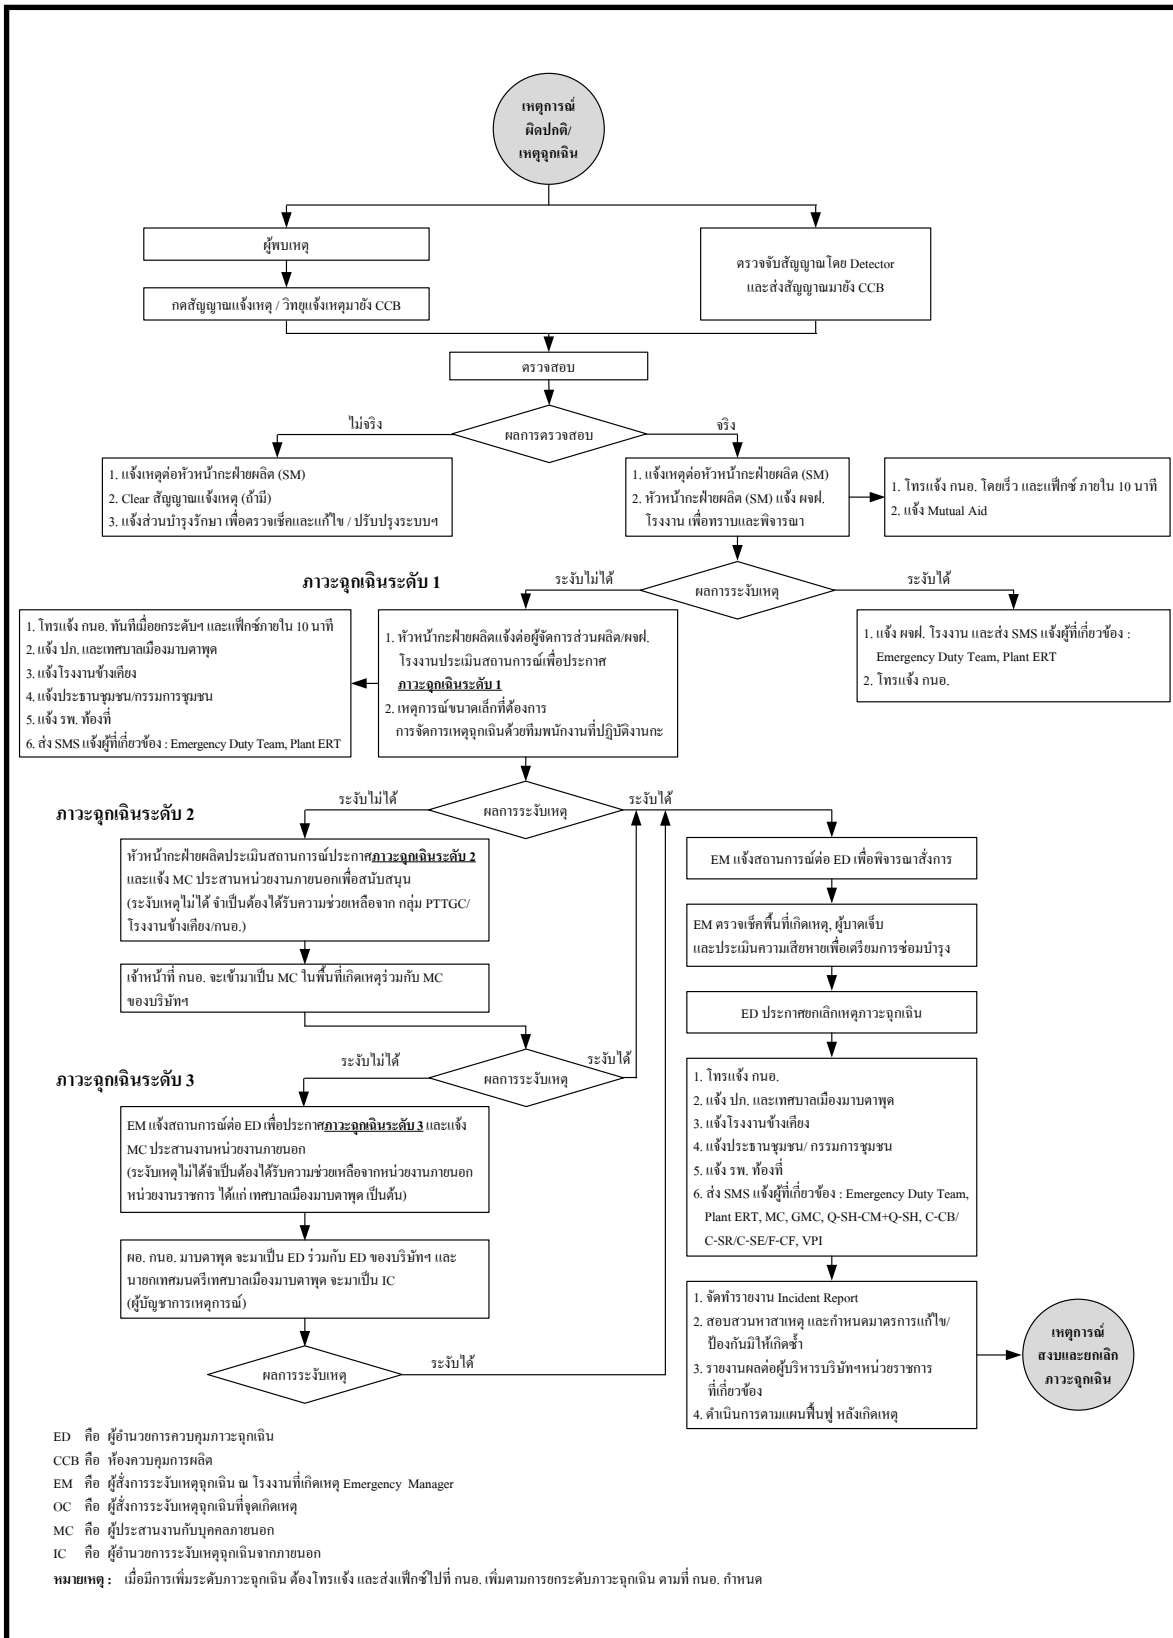 เหตุการณ์
ผิดปกติ/
เหตุฉุกเฉิน
ผู้พบเหตุ
ตรวจจับสัญญาณโดย Detector
และส่งสัญญาณมายัง CCB
กดสัญญาณแจ้งเหตุ / วิทยุแจ้งเหตุมายัง CCB
ตรวจสอบ
ผลการตรวจสอบ
ไม่จริง
จริง
1. แจ้งเหตุต่อหัวหน้ากะฝ่ายผลิต (SM)
2. Clear สัญญาณแจ้งเหตุ (ถ้ามี)
3. แจ้งส่วนบำรุงรักษา เพื่อตรวจเช็คและแก้ไข / ปรับปรุงระบบฯ
1. แจ้งเหตุต่อหัวหน้ากะฝ่ายผลิต (SM)
2. หัวหน้ากะฝ่ายผลิต (SM) แจ้ง ผจฝ.
โรงงาน เพื่อทราบและพิจารณา
1. โทรแจ้ง กนอ. โดยเร็ว และแฟ็กซ์ ภายใน 10 นาที
2. แจ้ง Mutual Aid
ผลการระงับเหตุ
ระงับไม่ได้
ระงับได้
ภาวะฉุกเฉินระดับ 1
1. โทรแจ้ง กนอ. ทันทีเมื่อยกระดับฯ และแฟ็กซ์ภายใน 10 นาที
2. แจ้ง ปภ. และเทศบาลเมืองมาบตาพุด
3. แจ้งโรงงานข้างเคียง
4. แจ้งประธานชุมชน/กรรมการชุมชน
5. แจ้ง รพ. ท้องที่
6. ส่ง SMS แจ้งผู้ที่เกี่ยวข้อง : Emergency Duty Team, Plant ERT
1. หัวหน้ากะฝ่ายผลิตแจ้งต่อผู้จัดการส่วนผลิต/ผจฝ.
โรงงานประเมินสถานการณ์เพื่อประกาศ
ภาวะฉุกเฉินระดับ 1
2. เหตุการณ์ขนาดเล็กที่ต้องการ
การจัดการเหตุฉุกเฉินด้วยทีมพนักงานที่ปฏิบัติงานกะ
1. แจ้ง ผจฝ. โรงงาน และส่ง SMS แจ้งผู้ที่เกี่ยวข้อง :
Emergency Duty Team, Plant ERT
2. โทรแจ้ง กนอ.
ผลการระงับเหตุ
ระงับไม่ได้
ระงับได้
ภาวะฉุกเฉินระดับ 2
หัวหน้ากะฝ่ายผลิตประเมินสถานการณ์ประกาศภาวะฉุกเฉินระดับ 2
และแจ้ง MC ประสานหน่วยงานภายนอกเพื่อสนับสนุน
(ระงับเหตุไม่ได้ จำเป็นต้องได้รับความช่วยเหลือจาก กลุ่ม PTTGC/
โรงงานข้างเคียง/กนอ.)
เจ้าหน้าที่ กนอ. จะเข้ามาเป็น MC ในพื้นที่เกิดเหตุร่วมกับ MC
ของบริษัทฯ
ผลการระงับเหตุ
ระงับไม่ได้
ระงับได้
ภาวะฉุกเฉินระดับ 3
EM แจ้งสถานการณ์ต่อ ED เพื่อประกาศภาวะฉุกเฉินระดับ 3 และแจ้ง
MC ประสานงานหน่วยงานภายนอก
(ระงับเหตุไม่ได้จำเป็นต้องได้รับความช่วยเหลือจากหน่วยงานภายนอก
หน่วยงานราชการ ได้แก่ เทศบาลเมืองมาบตาพุด เป็นต้น)
ผอ. กนอ. มาบตาพุด จะมาเป็น ED ร่วมกับ ED ของบริษัทฯ และ
นายกเทศมนตรีเทศบาลเมืองมาบตาพุด จะมาเป็น IC
(ผู้บัญชาการเหตุการณ์)
ผลการระงับเหตุ
ระงับได้
EM แจ้งสถานการณ์ต่อ ED เพื่อพิจารณาสั่งการ
EM ตรวจเช็คพื้นที่เกิดเหตุ, ผู้บาดเจ็บ
และประเมินความเสียหายเพื่อเตรียมการซ่อมบำรุง
ED ประกาศยกเลิกเหตุภาวะฉุกเฉิน
1. โทรแจ้ง กนอ.
2. แจ้ง ปภ. และเทศบาลเมืองมาบตาพุด
3. แจ้งโรงงานข้างเคียง
4. แจ้งประธานชุมชน/ กรรมการชุมชน
5. แจ้ง รพ. ท้องที่
6. ส่ง SMS แจ้งผู้ที่เกี่ยวข้อง : Emergency Duty Team,
Plant ERT, MC, GMC, Q-SH-CM+Q-SH, C-CB/
C-SR/C-SE/F-CF, VPI
1. จัดทำรายงาน Incident Report
2. สอบสวนหาสาเหตุ และกำหนดมาตรการแก้ไข/
ป้องกันมิให้เกิดซ้ำ
3. รายงานผลต่อผู้บริหารบริษัทฯหน่วยราชการ
ที่เกี่ยวข้อง
4. ดำเนินการตามแผนฟื้นฟู หลังเกิดเหตุ
เหตุการณ์
สงบและยกเลิก
ภาวะฉุกเฉิน
ED คือ ผู้อำนวยการควบคุมภาวะฉุกเฉิน
CCB คือ ห้องควบคุมการผลิต
EM คือ ผู้สั่งการระงับเหตุฉุกเฉิน ณ โรงงานที่เกิดเหตุ Emergency Manager
OC คือ ผู้สั่งการระงับเหตุฉุกเฉินที่จุดเกิดเหตุ
MC คือ ผู้ประสานงานกับบุคคลภายนอก
IC คือ ผู้อำนวยการระงับเหตุฉุกเฉินจากภายนอก
หมายเหตุ : เมื่อมีการเพิ่มระดับภาวะฉุกเฉิน ต้องโทรแจ้ง และส่งแฟ็กซ์ไปที่ กนอ. เพิ่มตามการยกระดับภาวะฉุกเฉิน ตามที่ กนอ. กำหนด